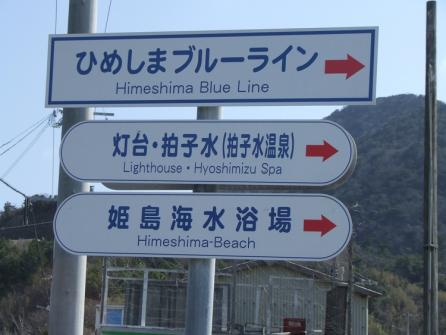 ひめしまブルーライン
Himeshima Blue Line
灯台・拍子水(拍子水温泉)
Lighthouse・Hyoshimizu Spa
姫島海水浴場
Himeshima-Beach